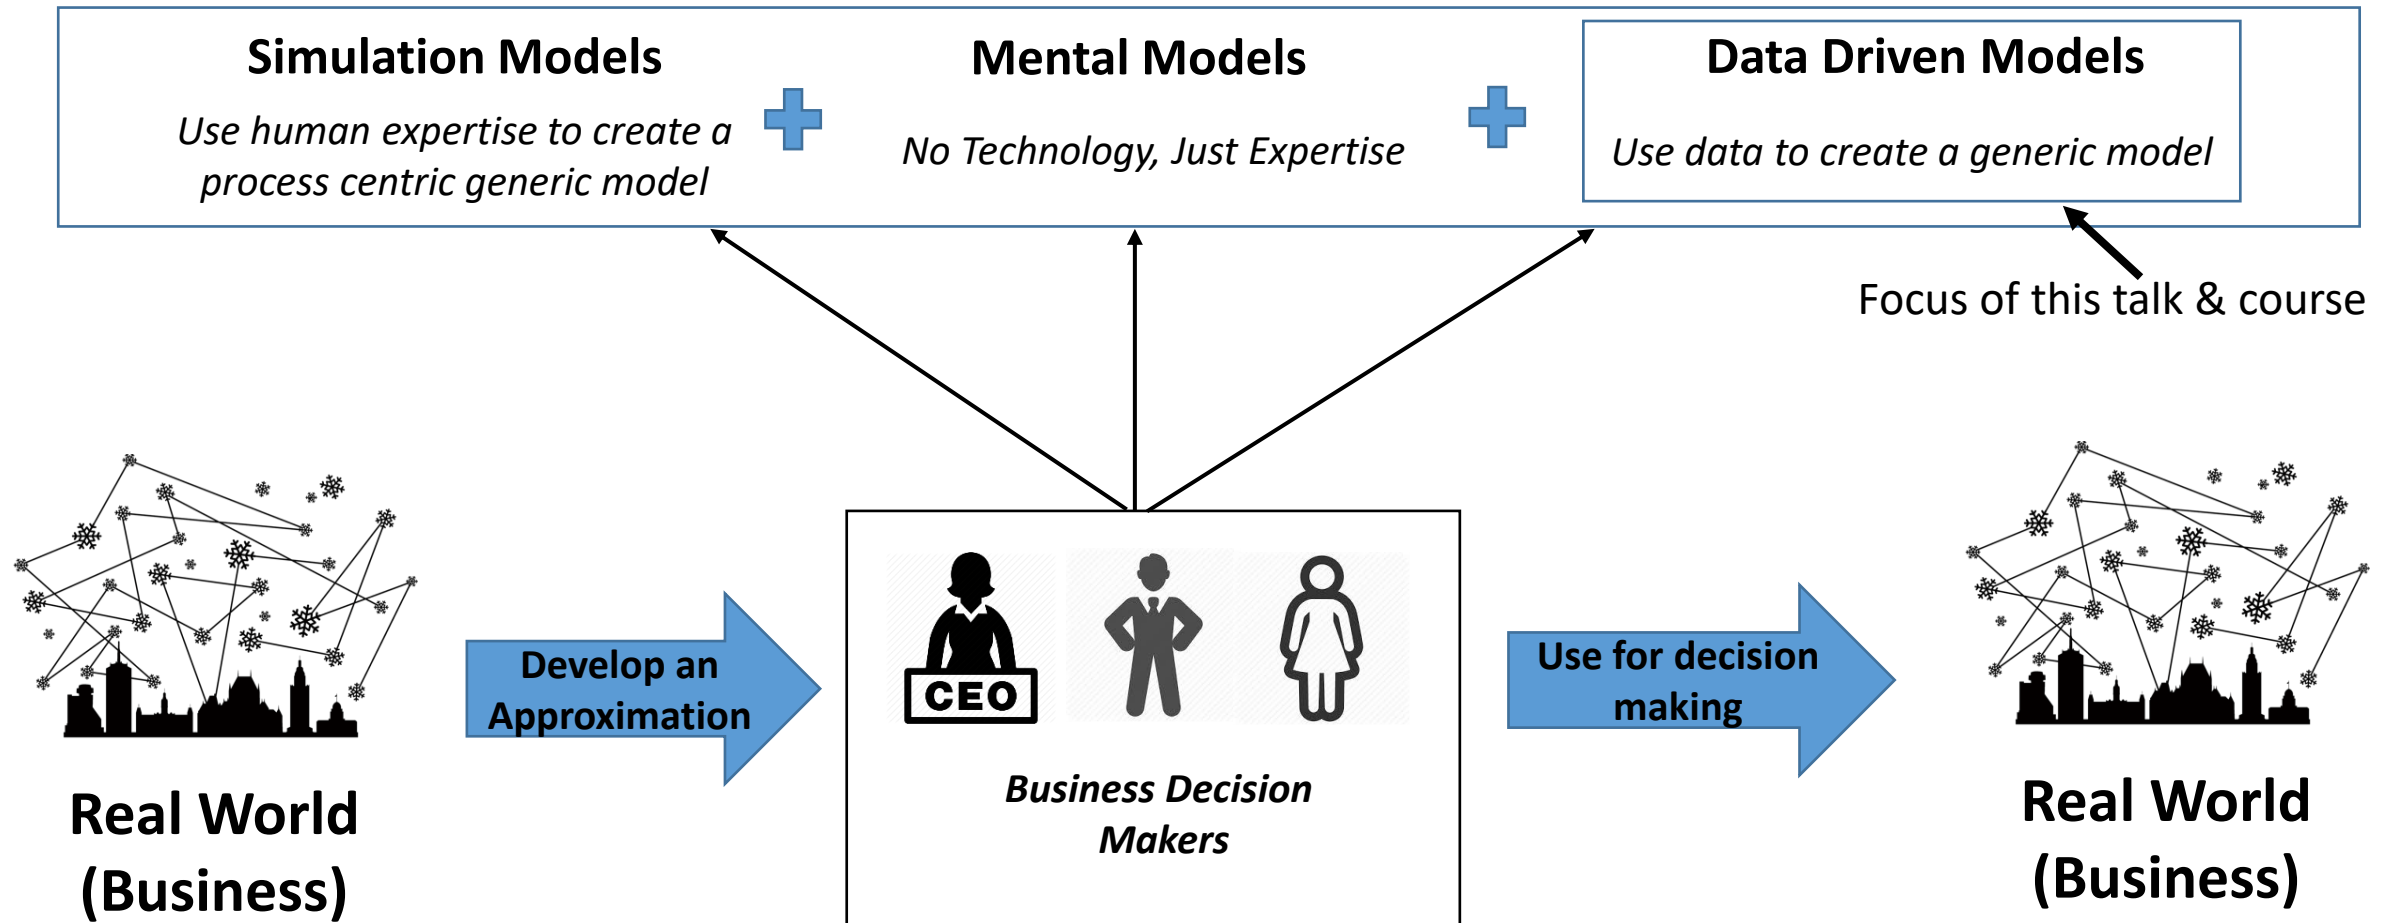 Simulation Models
Use human expertise to create a
process centric generic model
Mental Models
No Technology, Just Expertise
Data Driven Models
Use data to create a generic model
Focus of this talk & course
Real World
(Business)
Develop an
Approximation
CEO
Business Decision
Makers
Use for decision
making
Real World
(Business)